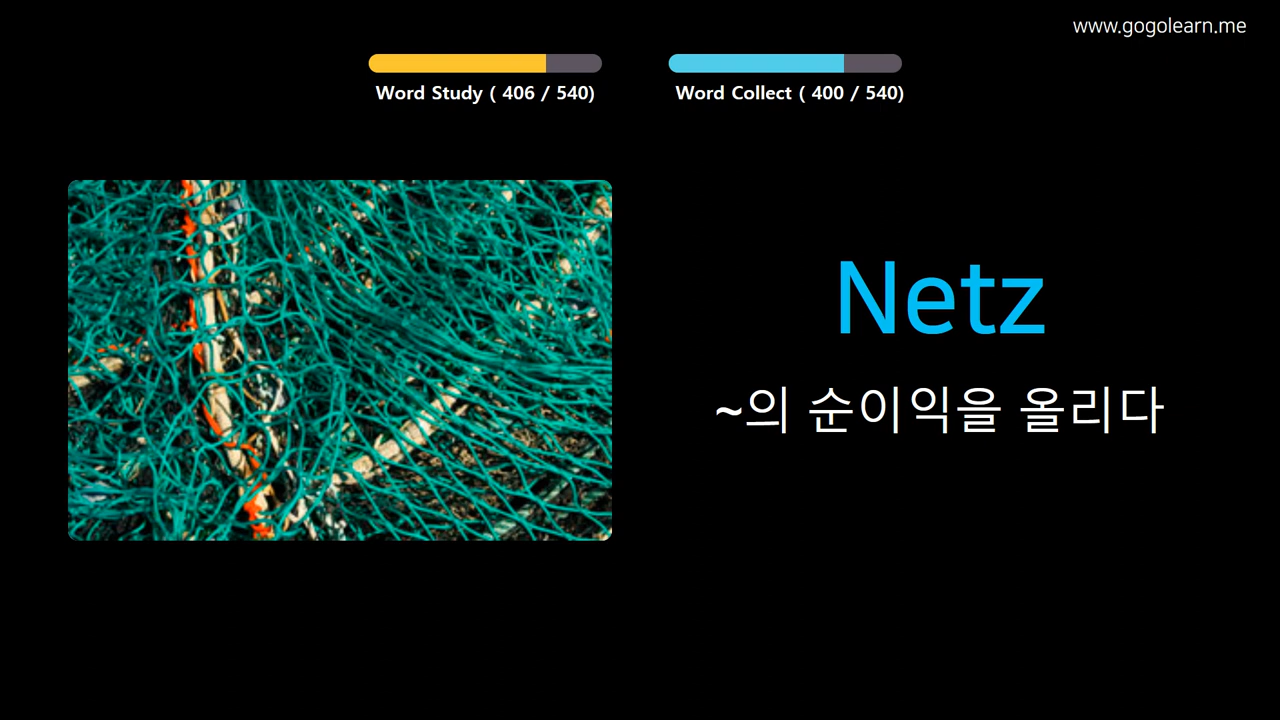 www.gogolearn.me
Word Study ( 406 / 540)
Word Collect ( 400 / 540)
Netz
~의 순이익을 올리다